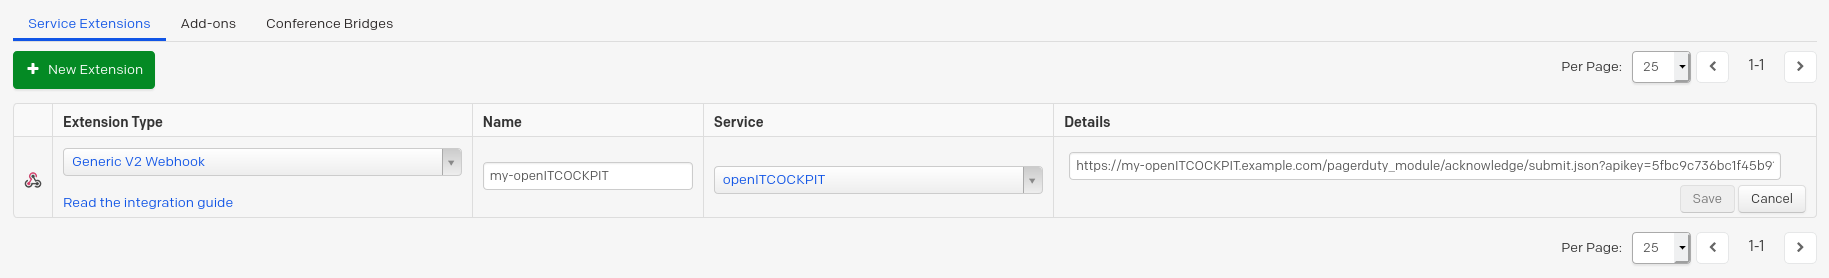 Service Extensions Add-ons Conference Bridges
New Extension Per Page: 25 1-1
Extension Type Name Service Details
Generic V2 Webhook my-openITCOCKPIT openITCOCKPIT https://my-openITCOCKPIT.example.com/pagerduty_module/acknowledge/submit.json?apikey=5fbc9c736bc1f45b9
Read the integration guide Save Cancel
Per Page: 25 1-1